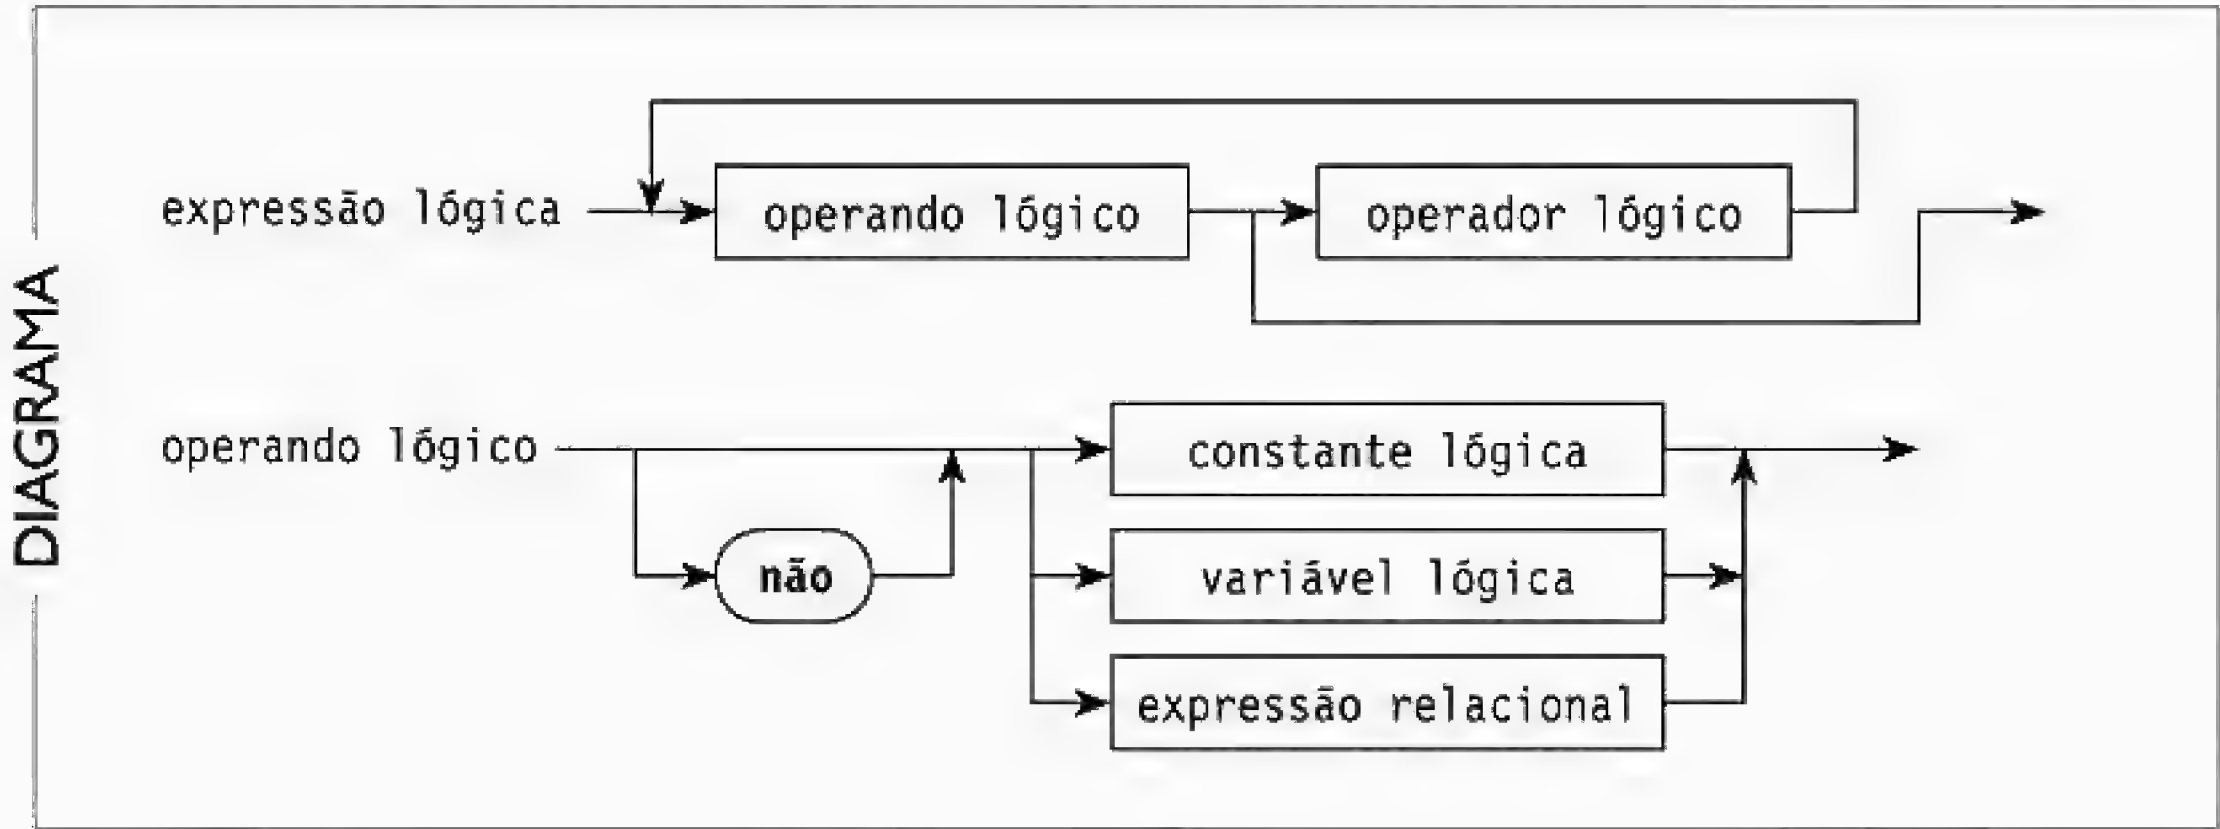 DIAGRAMA
expressão lógica operando lógico operador lógico
operando lógico constante lógica
não variável lógica
expressão relacional